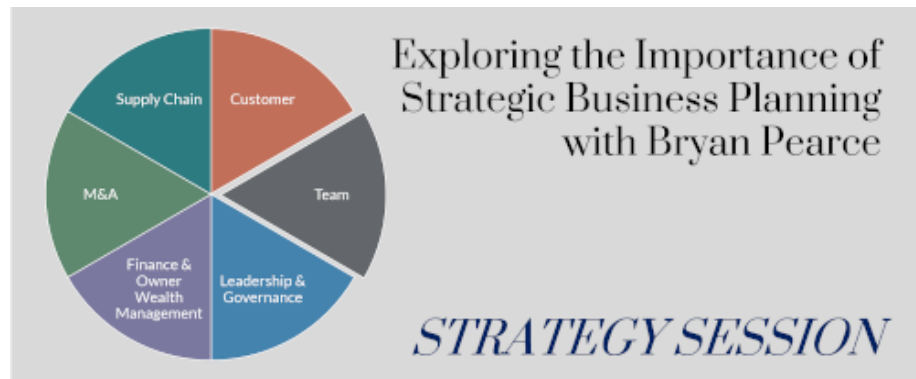 Exploring the Importance of
Strategic Business Planning
with Bryan Pearce
Supply Chain
Customer
M&A
Team
Finance &
Owner
Wealth
Management
Leadership &
Governance
STRATEGY SESSION